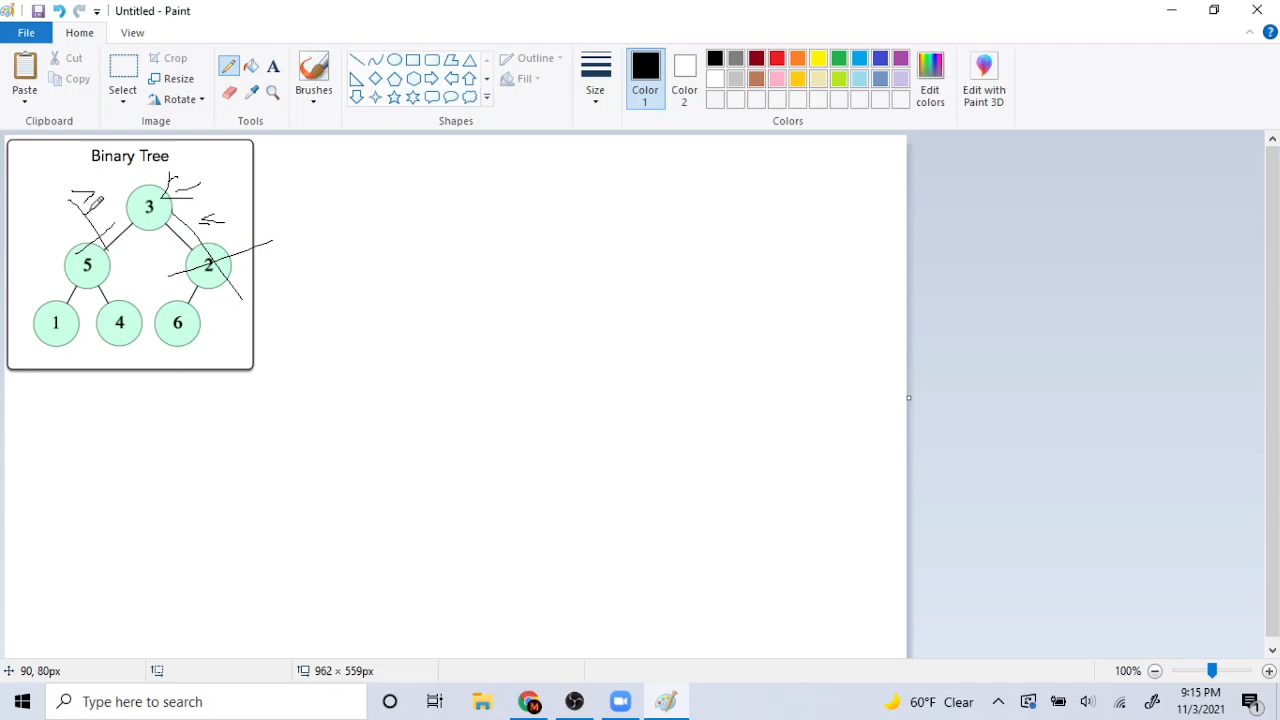 Untitled - Paint
File
Home
View
Paste
Cut
Copy
Clipboard
Select
Crop
Resize
Rotate
Image
A
Tools
Brushes
Outline
Fill
Shapes
Size
Color 1
Color 2
Edit colors
Colors
Edit with Paint 3D
Binary Tree
3
5
2
1
4
6
90, 80px
962 × 559px
100%
Type here to search
M
60°F Clear
9:15 PM
11/3/2021
1